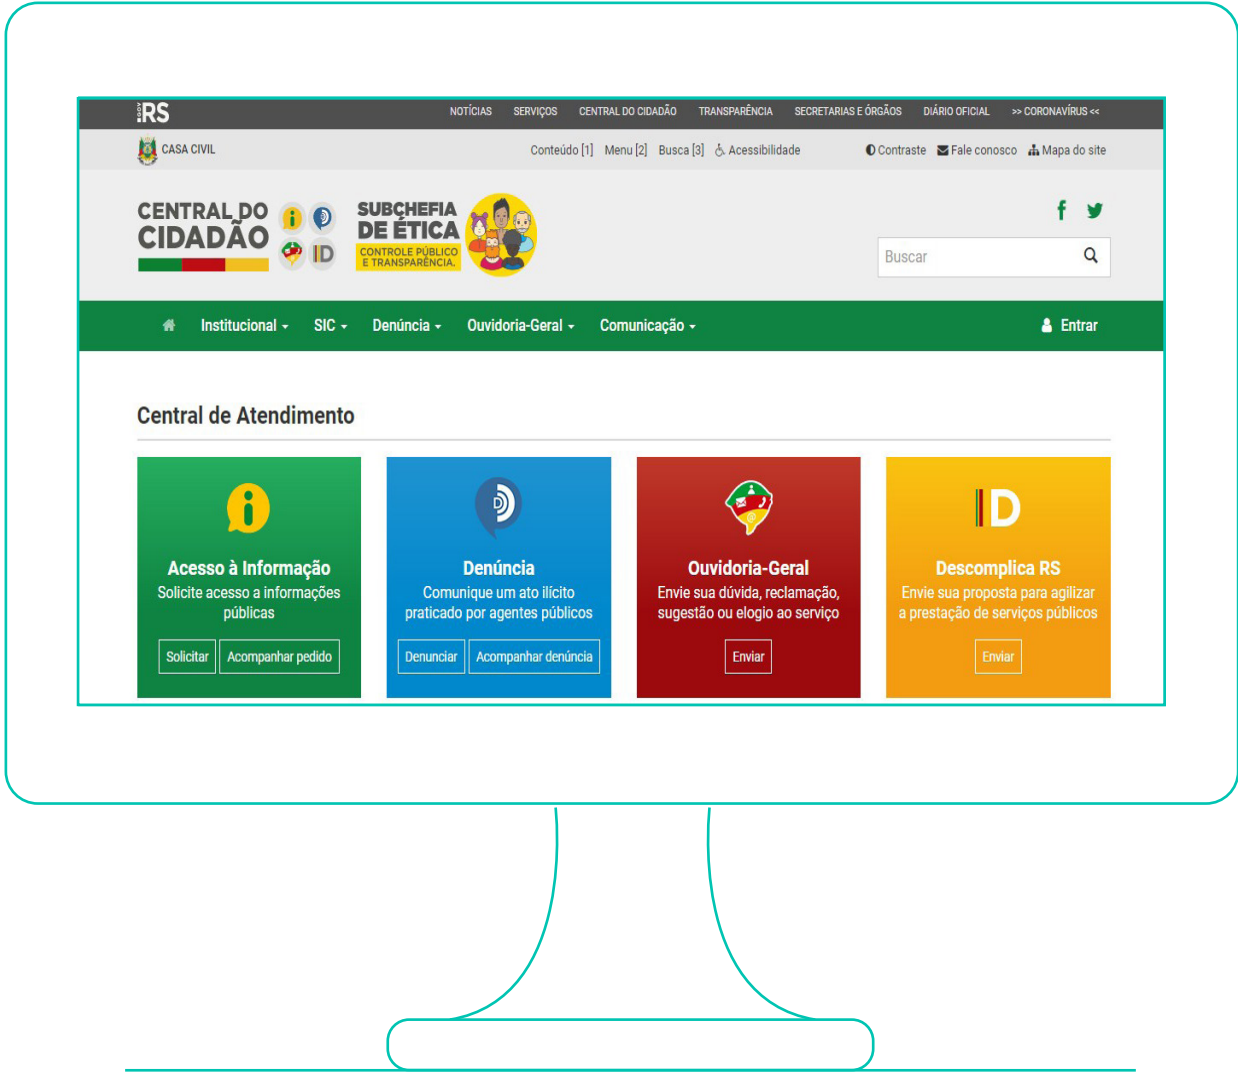 GOV
RS
NOTÍCIAS SERVIÇOS CENTRAL DO CIDADÃO TRANSPARÊNCIA SECRETARIAS E ÓRGÃOS DIÁRIO OFICIAL >> CORONAVÍRUS <<
CASA CIVIL
Conteúdo [1] Menu [2] Busca [3] Acessibilidade Contraste Fale conosco Mapa do site
CENTRAL DO
CIDADÃO
ID
SUBCHEFIA
DE ÉTICA
CONTROLE PÚBLICO
E TRANSPARÊNCIA.
Buscar
Institucional SIC Denúncia Ouvidoria-Geral Comunicação Entrar
Central de Atendimento
Acesso à Informação
Solicite acesso a informações
públicas
Solicitar Acompanhar pedido
D
Denúncia
Comunique um ato ilícito
praticado por agentes públicos
Denunciar Acompanhar denúncia
Ouvidoria-Geral
Envie sua dúvida, reclamação,
sugestão ou elogio ao serviço
Enviar
ID
Descomplica RS
Envie sua proposta para agilizar
a prestação de serviços públicos
Enviar